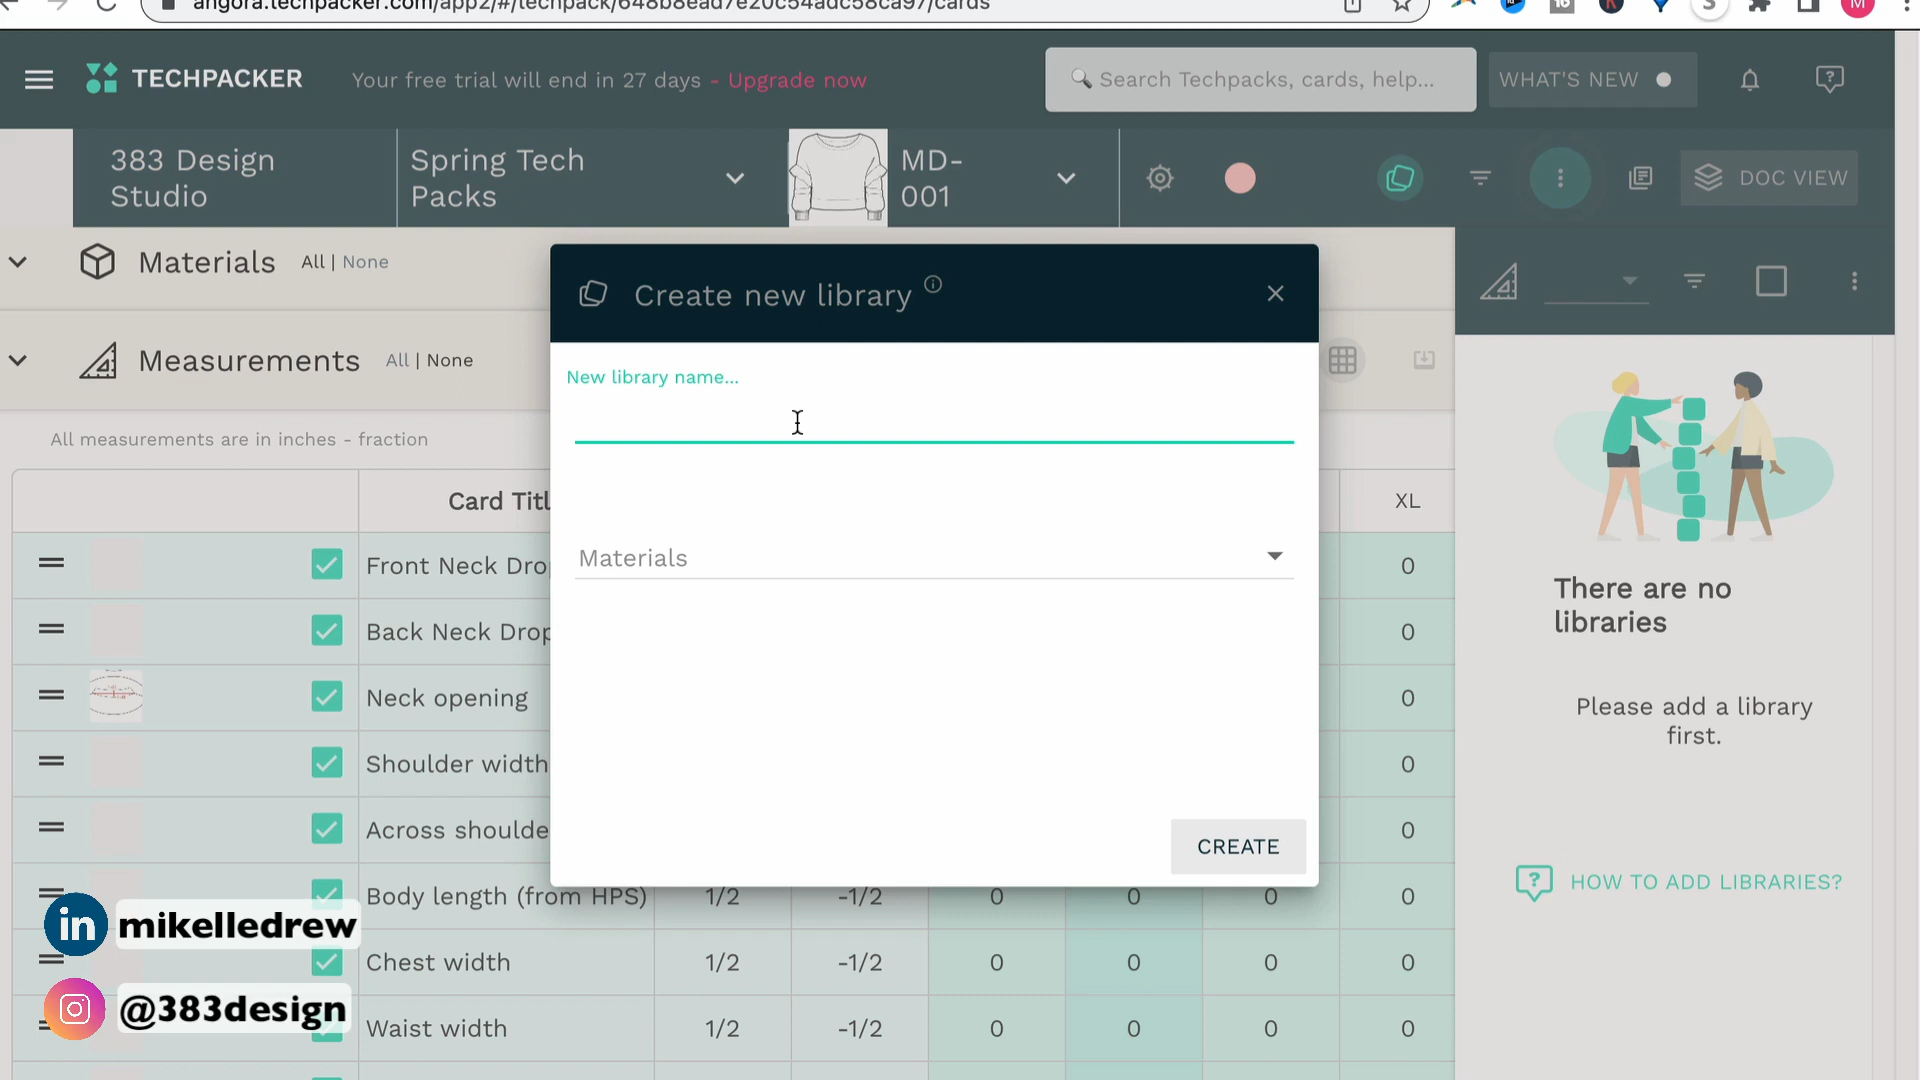 angora.techpacker.com/app2/#/techpack/648b8ead7e20c54adc58ca97/cards
TECHPACKER
Your free trial will end in 27 days - Upgrade now
Search Techpacks, cards, help...
WHAT'S NEW
383 Design Studio
Spring Tech Packs
MD-001
DOC VIEW
Materials All | None
Create new library
New library name...
Materials
CREATE
Measurements All | None
All measurements are in inches - fraction
Card Titl
XL
Front Neck Drop 0
Back Neck Drop 0
Neck opening 0
Shoulder width 0
Across shoulde 0
Body length (from HPS) 1/2 -1/2 0 0 0 0
Chest width 1/2 -1/2 0 0 0 0
Waist width 1/2 -1/2 0 0 0 0
There are no
libraries
Please add a library
first.
HOW TO ADD LIBRARIES?
in mikelledrew
@383design